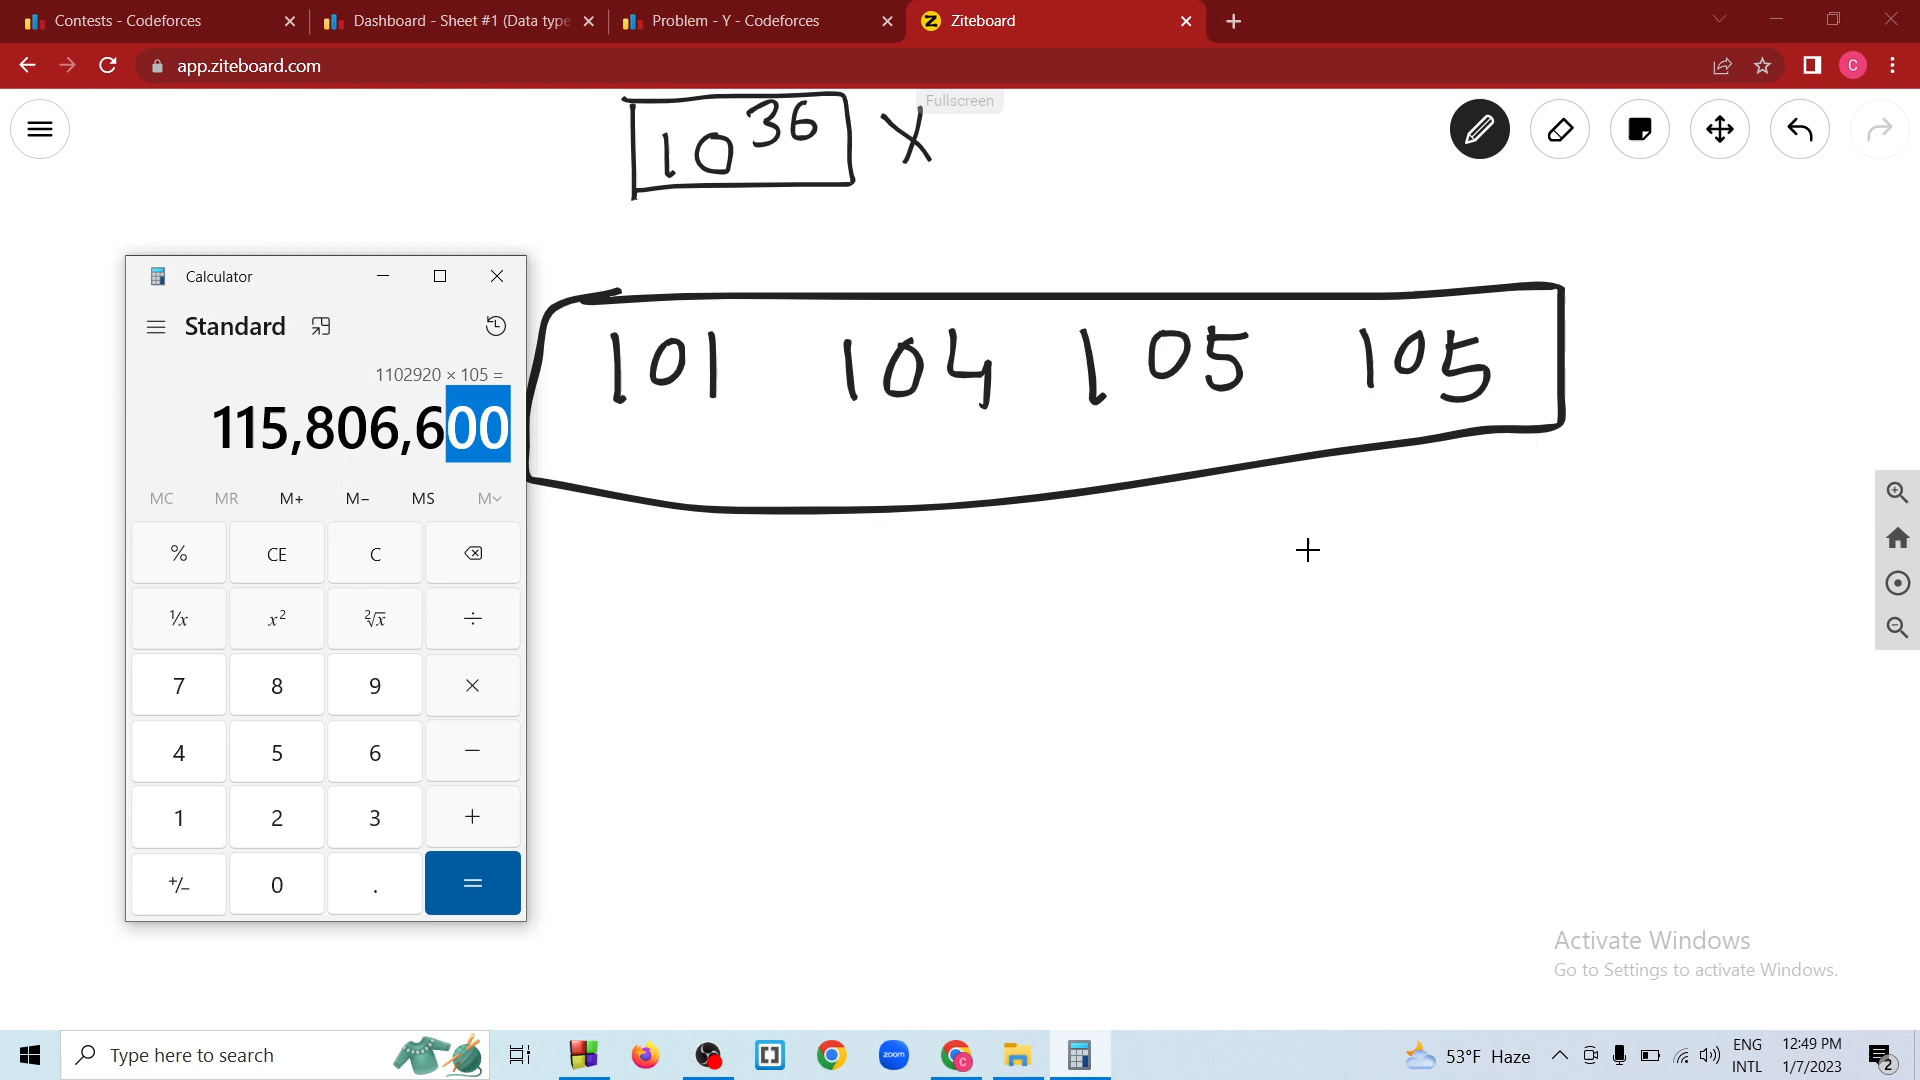 Contests - Codeforces
Dashboard - Sheet #1 (Data type
Problem - Y - Codeforces
Ziteboard
app.ziteboard.com
C
Fullscreen
10^36 X
101 104 105 105
Calculator
Standard
1102920 × 105 =
115,806,600
MC MR M+ M− MS M
% CE C
1/x x² ²√x ÷
7 8 9 ×
4 5 6 −
1 2 3 +
+/− 0 . =
Activate Windows
Go to Settings to activate Windows.
Type here to search
zoom
C
53°F Haze
ENG
INTL
12:49 PM
1/7/2023
2